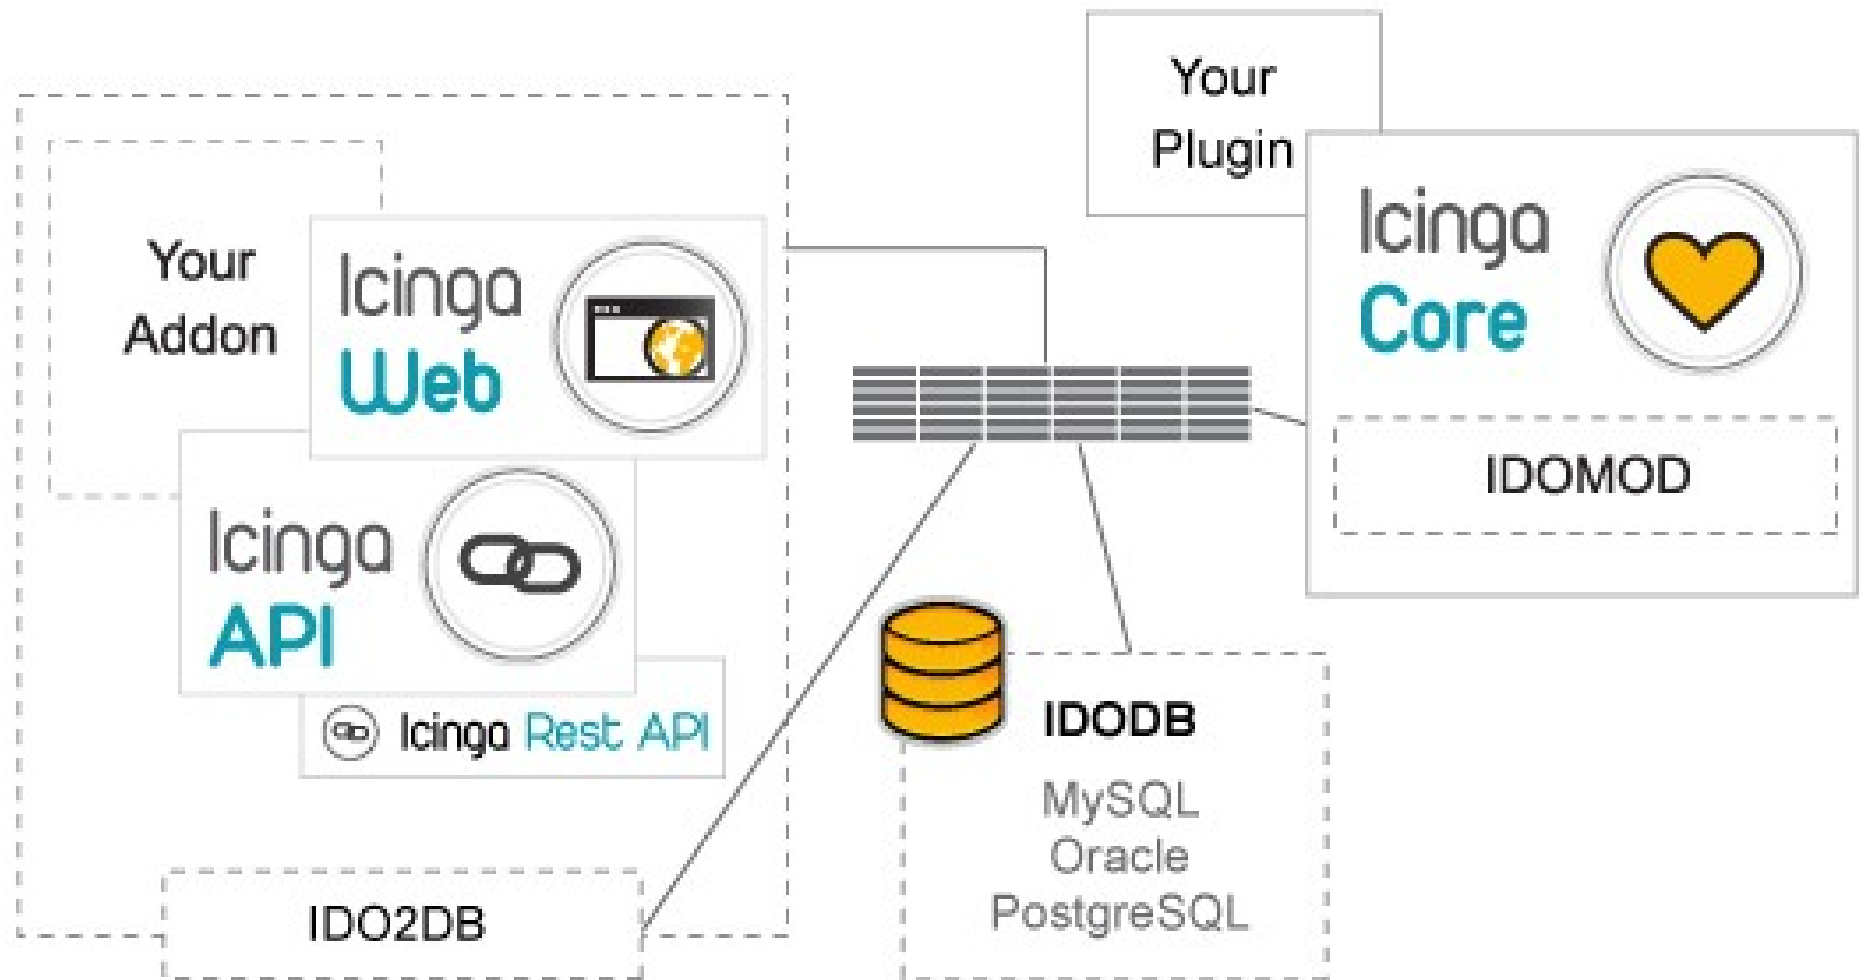 Your
Addon
Icinga
Web
Icinga
API
Icinga Rest API
IDO2DB
Your
Plugin
Icinga
Core
IDOMOD
IDODB
MySQL
Oracle
PostgreSQL